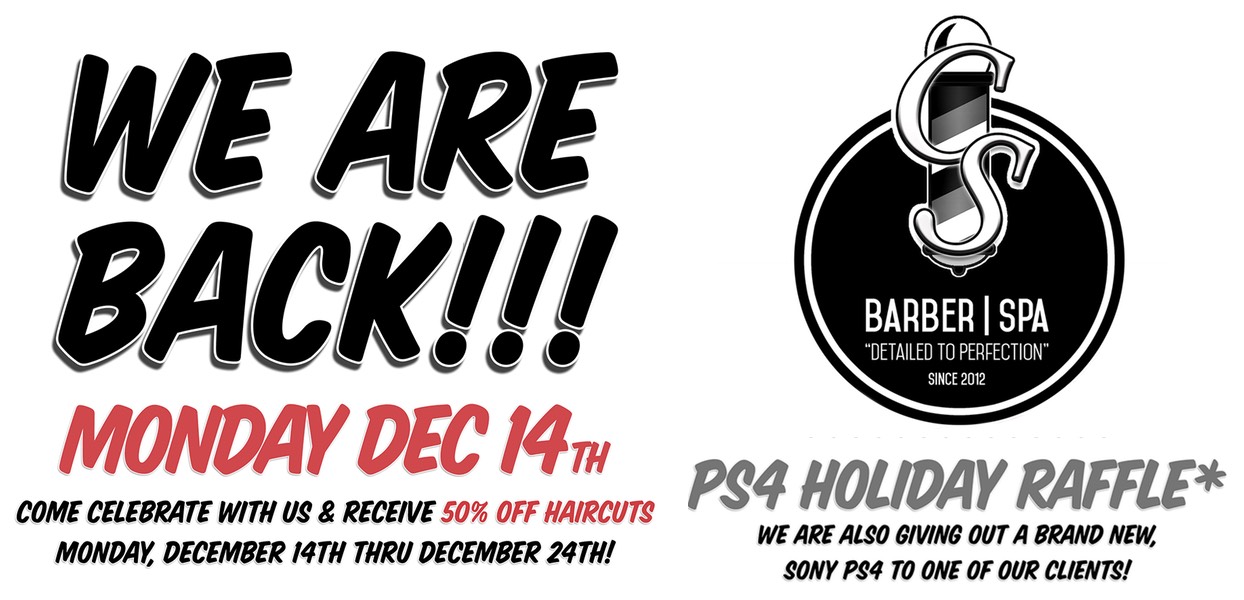 WE ARE
BACK!!!
MONDAY DEC 14TH
COME CELEBRATE WITH US & RECEIVE 50% OFF HAIRCUTS
MONDAY, DECEMBER 14TH THRU DECEMBER 24TH!
GS
BARBER | SPA
“DETAILED TO PERFECTION”
SINCE 2012
PS4 HOLIDAY RAFFLE*
WE ARE ALSO GIVING OUT A BRAND NEW,
SONY PS4 TO ONE OF OUR CLIENTS!